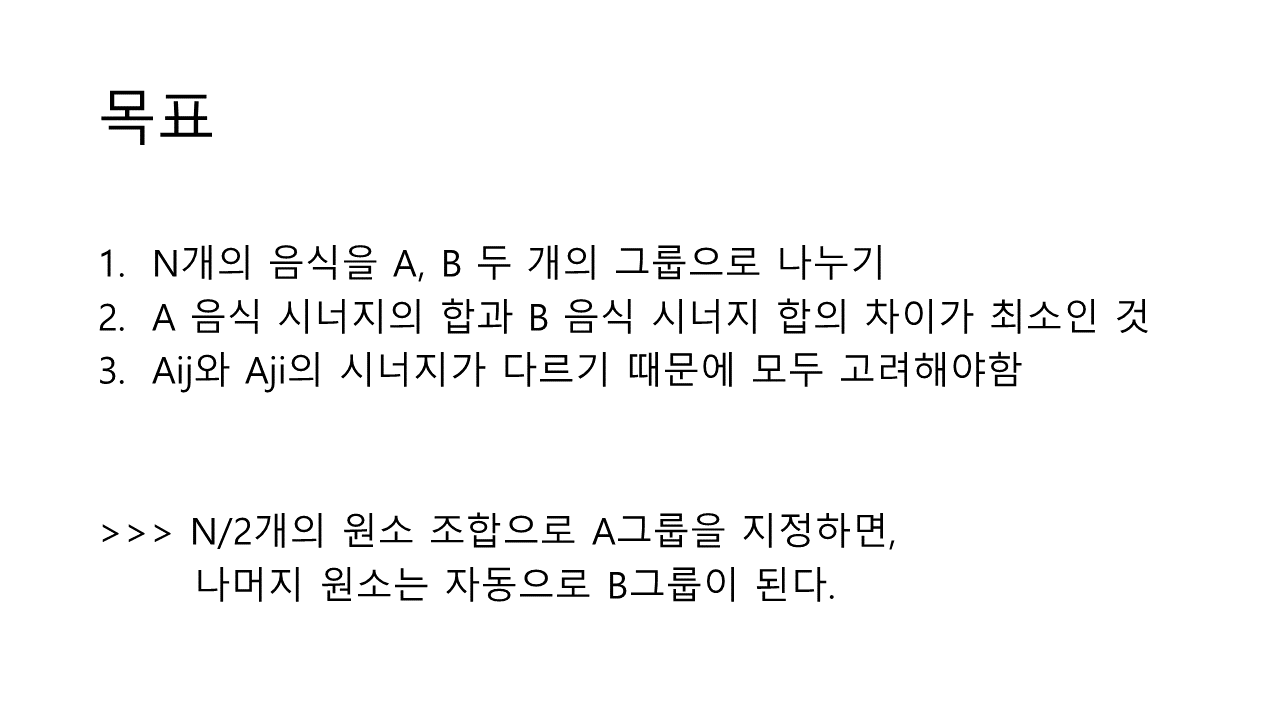 목표
1. N개의 음식을 A, B 두 개의 그룹으로 나누기
2. A 음식 시너지의 합과 B 음식 시너지 합의 차이가 최소인 것
3. Aij와 Aji의 시너지가 다르기 때문에 모두 고려해야함
>>> N/2개의 원소 조합으로 A그룹을 지정하면,
나머지 원소는 자동으로 B그룹이 된다.